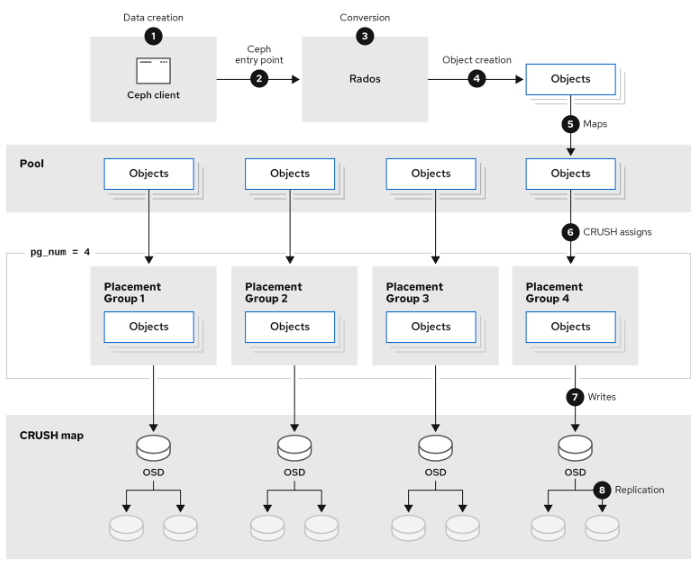 Data creation
1
Ceph client
Ceph
entry point
2
Conversion
3
Rados
Object creation
4
Objects
5 Maps
Pool
Objects
Objects
Objects
Objects
6 CRUSH assigns
pg_num = 4
Placement
Group 1
Objects
Placement
Group 2
Objects
Placement
Group 3
Objects
Placement
Group 4
Objects
7 Writes
CRUSH map
OSD
OSD
OSD
OSD
8 Replication